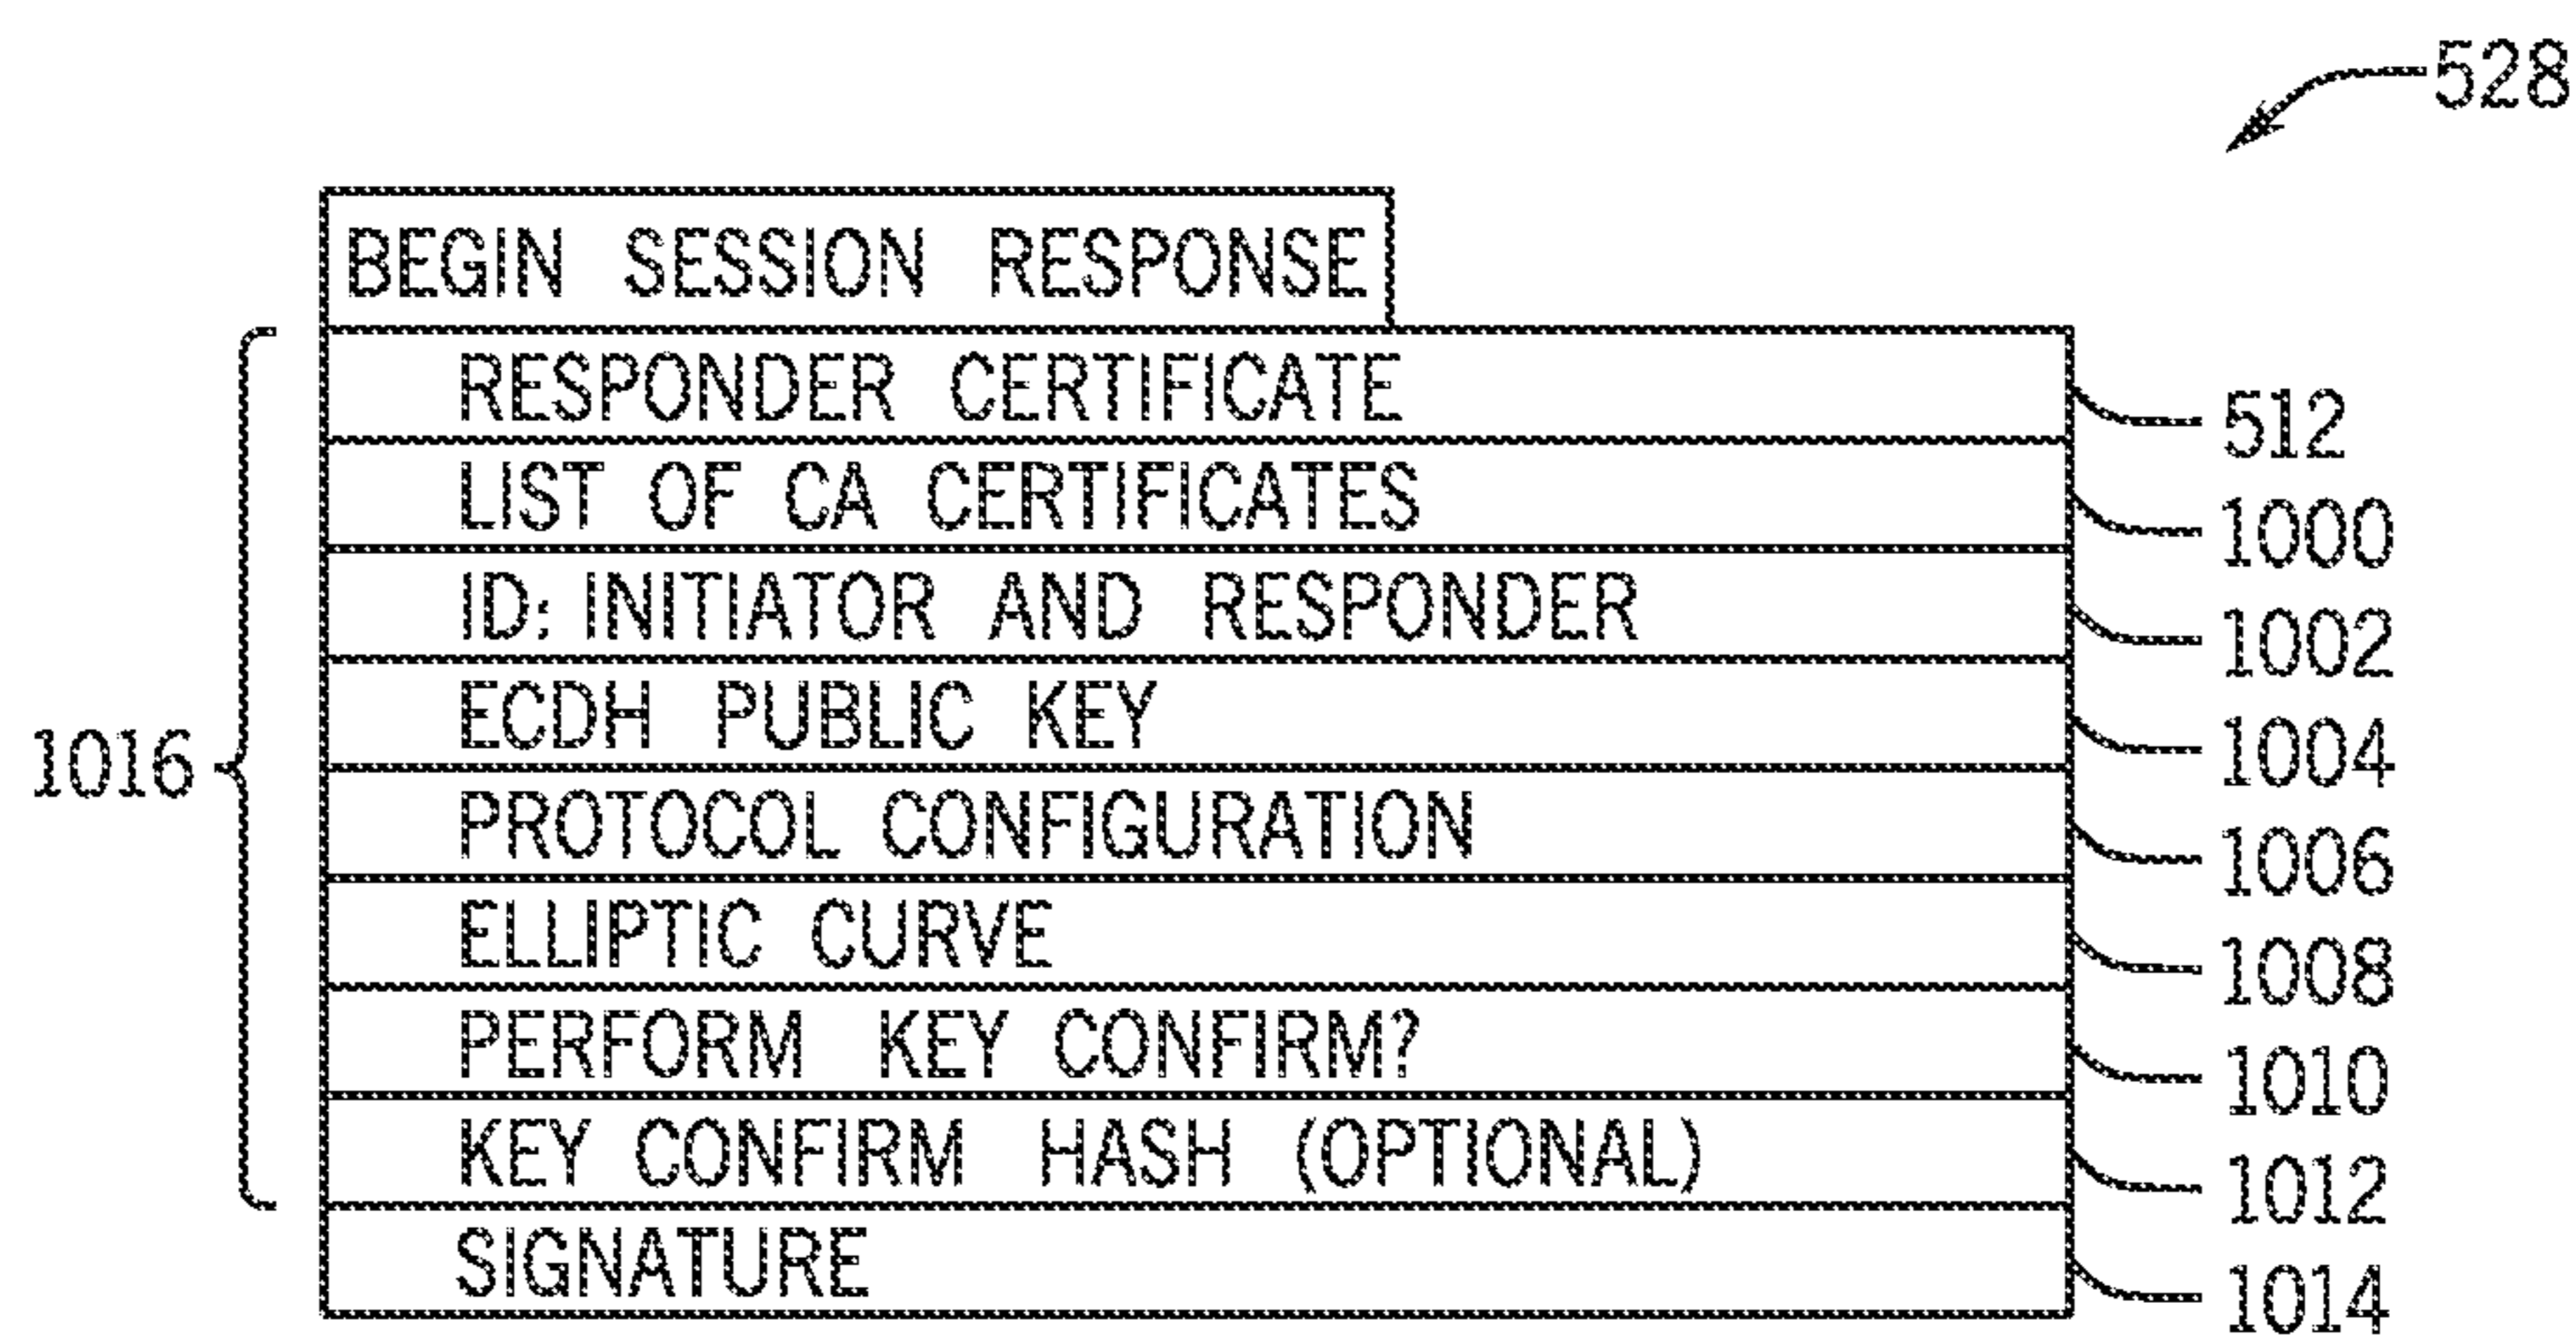 528
BEGIN SESSION RESPONSE
RESPONDER CERTIFICATE
512
LIST OF CA CERTIFICATES
1000
ID: INITIATOR AND RESPONDER
1002
ECDH PUBLIC KEY
1004
1016
PROTOCOL CONFIGURATION
1006
ELLIPTIC CURVE
1008
PERFORM KEY CONFIRM?
1010
KEY CONFIRM HASH (OPTIONAL)
1012
SIGNATURE
1014